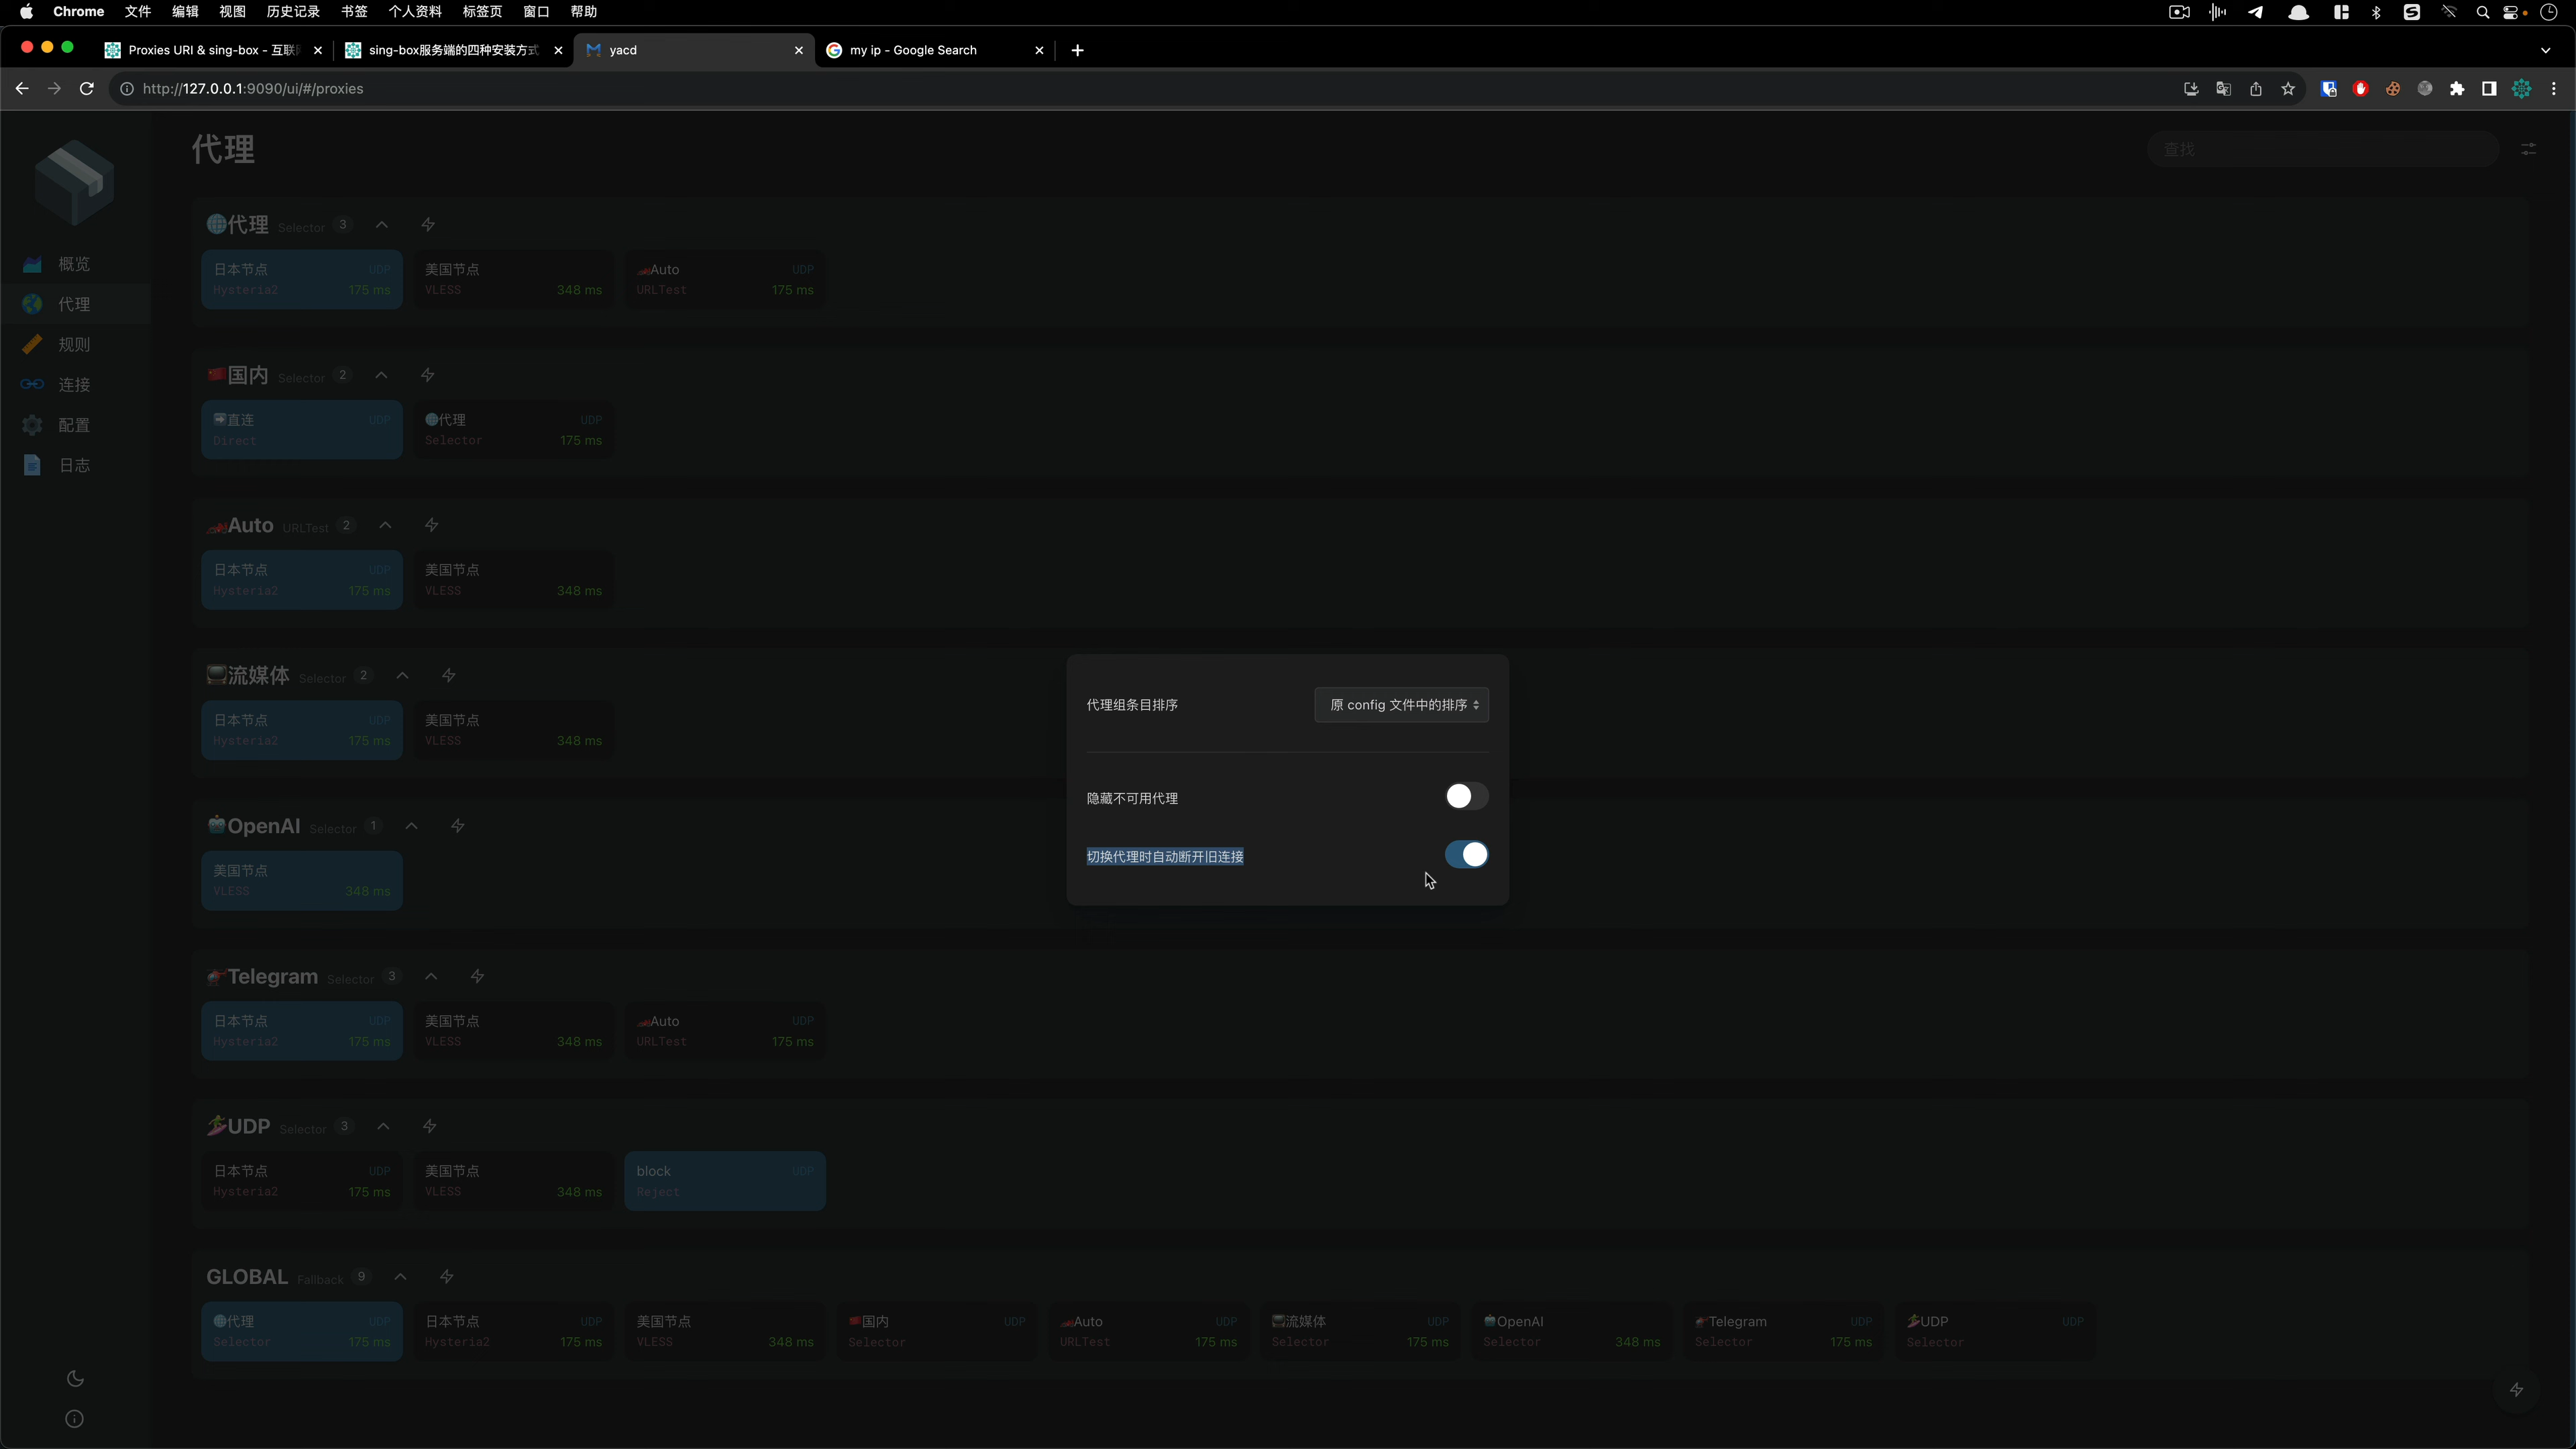 Chrome 文件 编辑 视图 历史记录 书签 个人资料 标签页 窗口 帮助
Proxies URI & sing-box - 互联 sing-box服务端的四种安装方式 yacd my ip - Google Search
http://127.0.0.1:9090/ui/#/proxies
代理
查找
概览
代理
规则
连接
配置
日志
代理 Selector 3
日本节点 UDP 美国节点 Auto UDP
Hysteria2 175 ms VLESS 348 ms URLTest 175 ms
国内 Selector 2
直连 UDP 代理 UDP
Direct Selector 175 ms
Auto URLTest 2
日本节点 UDP 美国节点
Hysteria2 175 ms VLESS 348 ms
流媒体 Selector 2
日本节点 UDP 美国节点
Hysteria2 175 ms VLESS 348 ms
代理组条目排序 原 config 文件中的排序
隐藏不可用代理
切换代理时自动断开旧连接
OpenAI Selector 1
美国节点
VLESS 348 ms
Telegram Selector 3
日本节点 UDP 美国节点 Auto UDP
Hysteria2 175 ms VLESS 348 ms URLTest 175 ms
UDP Selector 3
日本节点 UDP 美国节点 block UDP
Hysteria2 175 ms VLESS 348 ms Reject
GLOBAL Fallback 9
代理 UDP 日本节点 UDP 美国节点 国内 UDP Auto UDP 流媒体 UDP OpenAI Telegram UDP UDP UDP
Selector 175 ms Hysteria2 175 ms VLESS 348 ms Selector URLTest 175 ms Selector 175 ms Selector 348 ms Selector 175 ms Selector